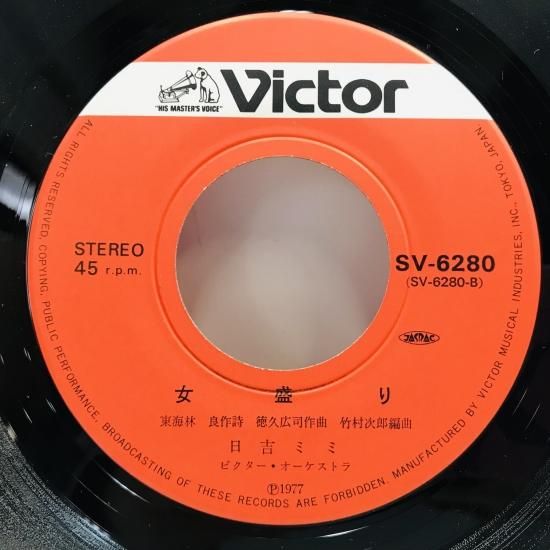 Victor
"HIS MASTER'S VOICE"
STEREO
45 r.p.m.
SV-6280
(SV-6280-B)
JASRAC
女盛り
東海林 良作詩 徳久広司作曲 竹村次郎編曲
日吉ミミ
ビクター・オーケストラ
Ⓟ1977
ALL RIGHTS RESERVED, COPYING, PUBLIC PERFORMANCE, BROADCASTING OF THESE RECORDS ARE FORBIDDEN. MANUFACTURED BY VICTOR MUSICAL INDUSTRIES, INC., TOKYO, JAPAN